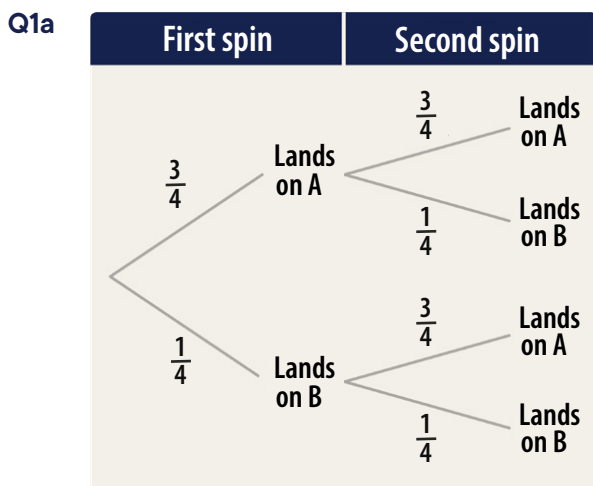 Q1a
First spin Second spin
3/4
Lands
on A
3/4
Lands
on A
1/4
Lands
on B
1/4
Lands
on B
3/4
Lands
on A
1/4
Lands
on B